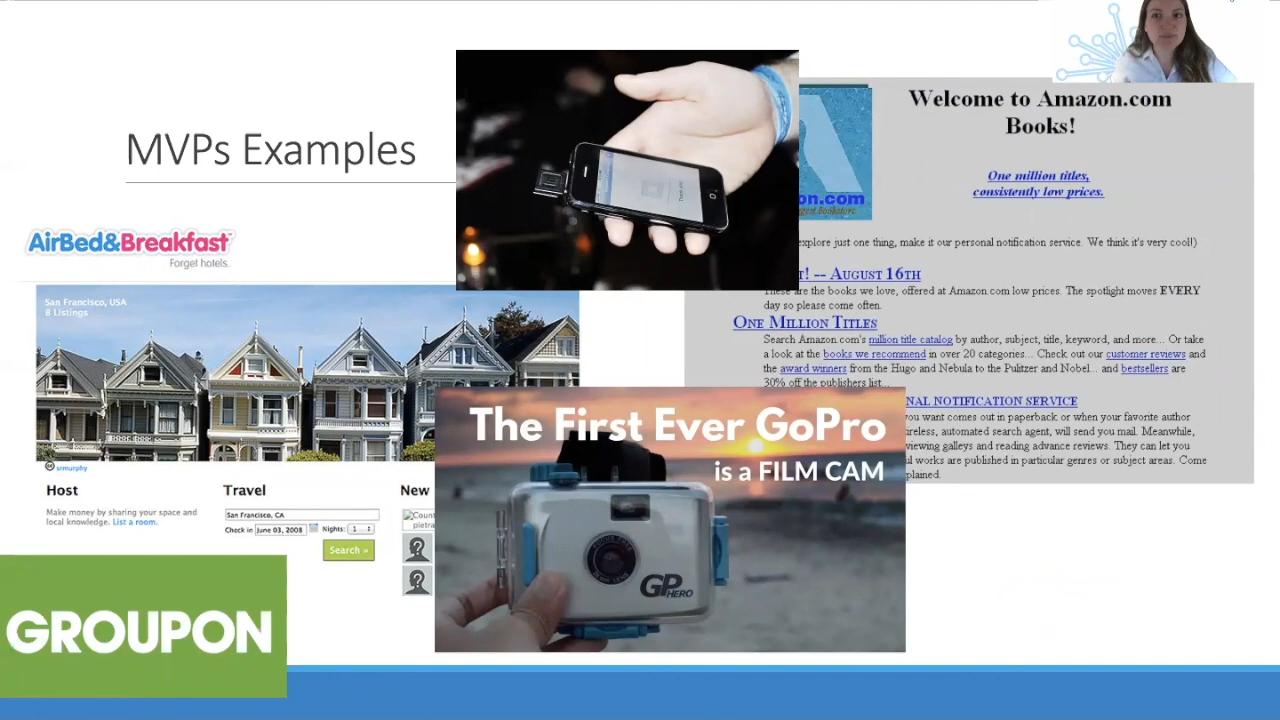 MVPs Examples
AirBed&Breakfast™
Forget hotels.
San Francisco, USA
8 Listings
srmurphy
Host
Make money by sharing your space and
local knowledge. List a room.
Travel
San Francisco, CA
Check in June 03, 2008 Nights: 1
Search »
New
GROUPON
Welcome to Amazon.com
Books!
One million titles,
consistently low prices.
n.com
explore just one thing, make it our personal notification service. We think it's very cool!)
t! -- AUGUST 16TH
These are the books we love, offered at Amazon.com low prices. The spotlight moves EVERY
day so please come often.
ONE MILLION TITLES
Search Amazon.com's million title catalog by author, subject, title, keyword, and more... Or take
a look at the books we recommend in over 20 categories... Check out our customer reviews and
the award winners from the Hugo and Nebula to the Pulitzer and Nobel... and bestsellers are
30% off the publishers list...
NAL NOTIFICATION SERVICE
you want comes out in paperback or when your favorite author
ireless, automated search agent, will send you mail. Meanwhile,
viewing galleys and reading advance reviews. They can let you
ul works are published in particular genres or subject areas. Come
plained.
The First Ever GoPro
is a FILM CAM
GP
HERO